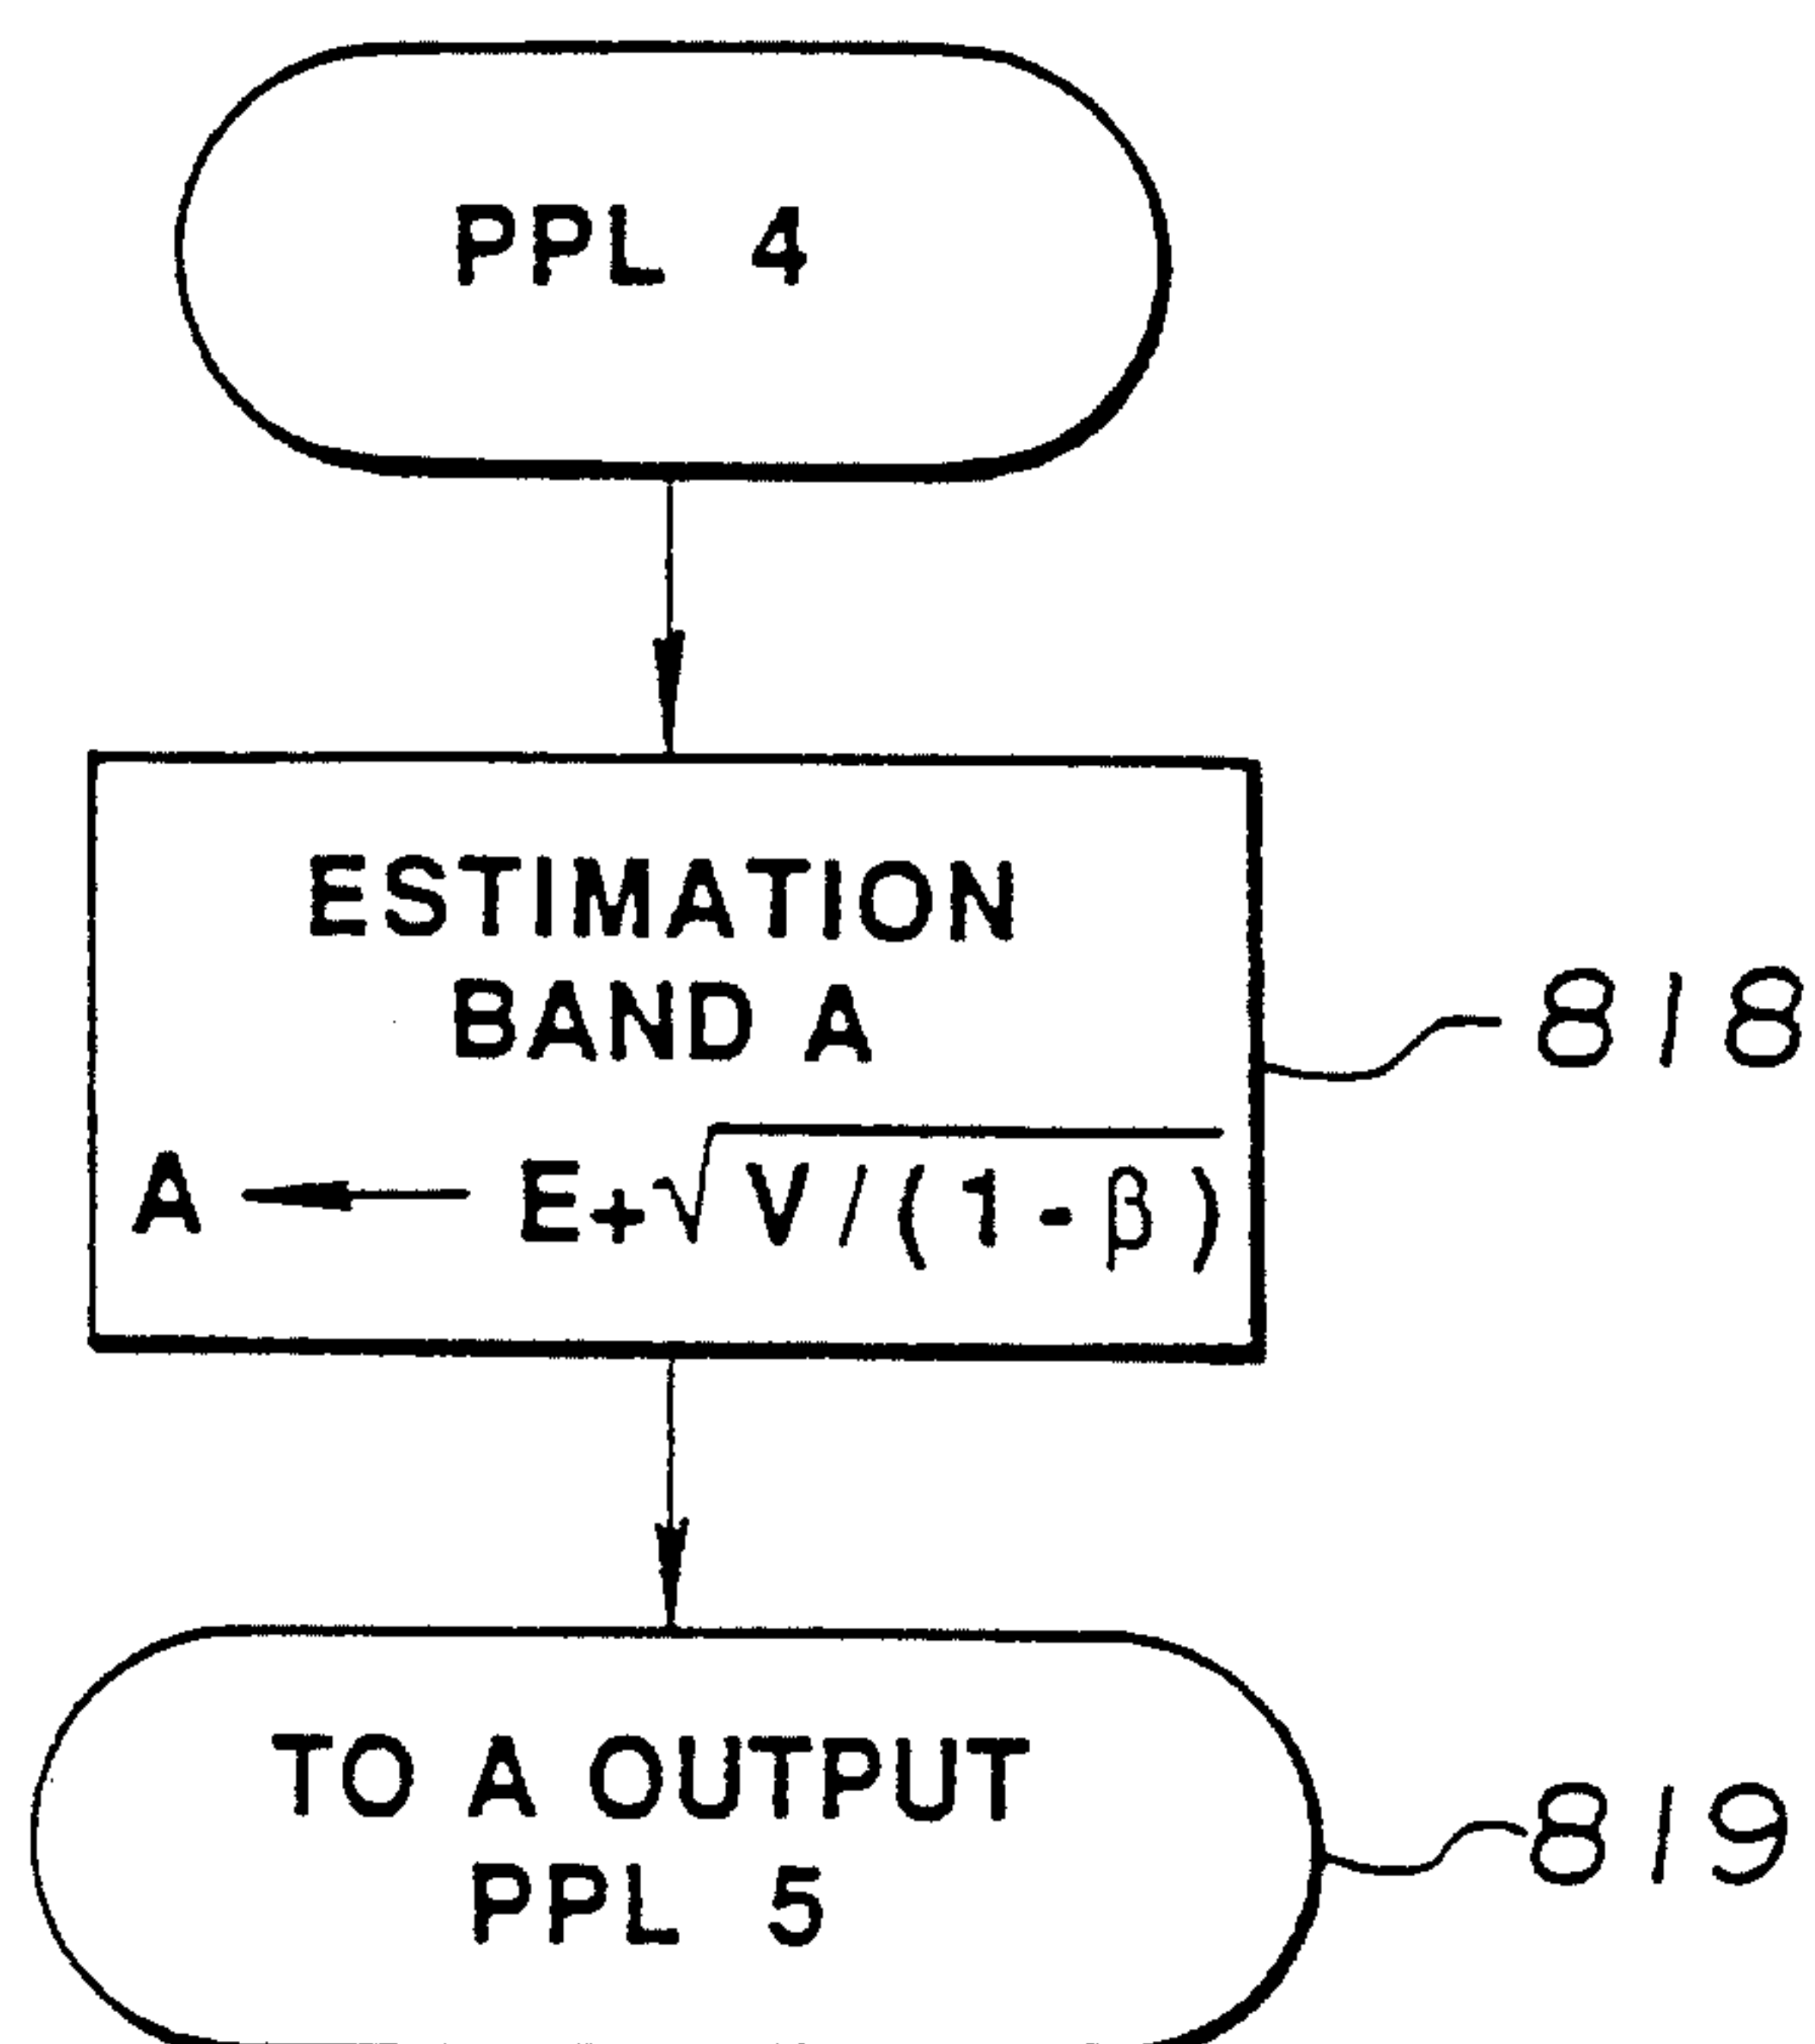 PPL 4
ESTIMATION
BAND A
818
A ← E+√V/(1-β)
TO A OUTPUT
819
PPL 5